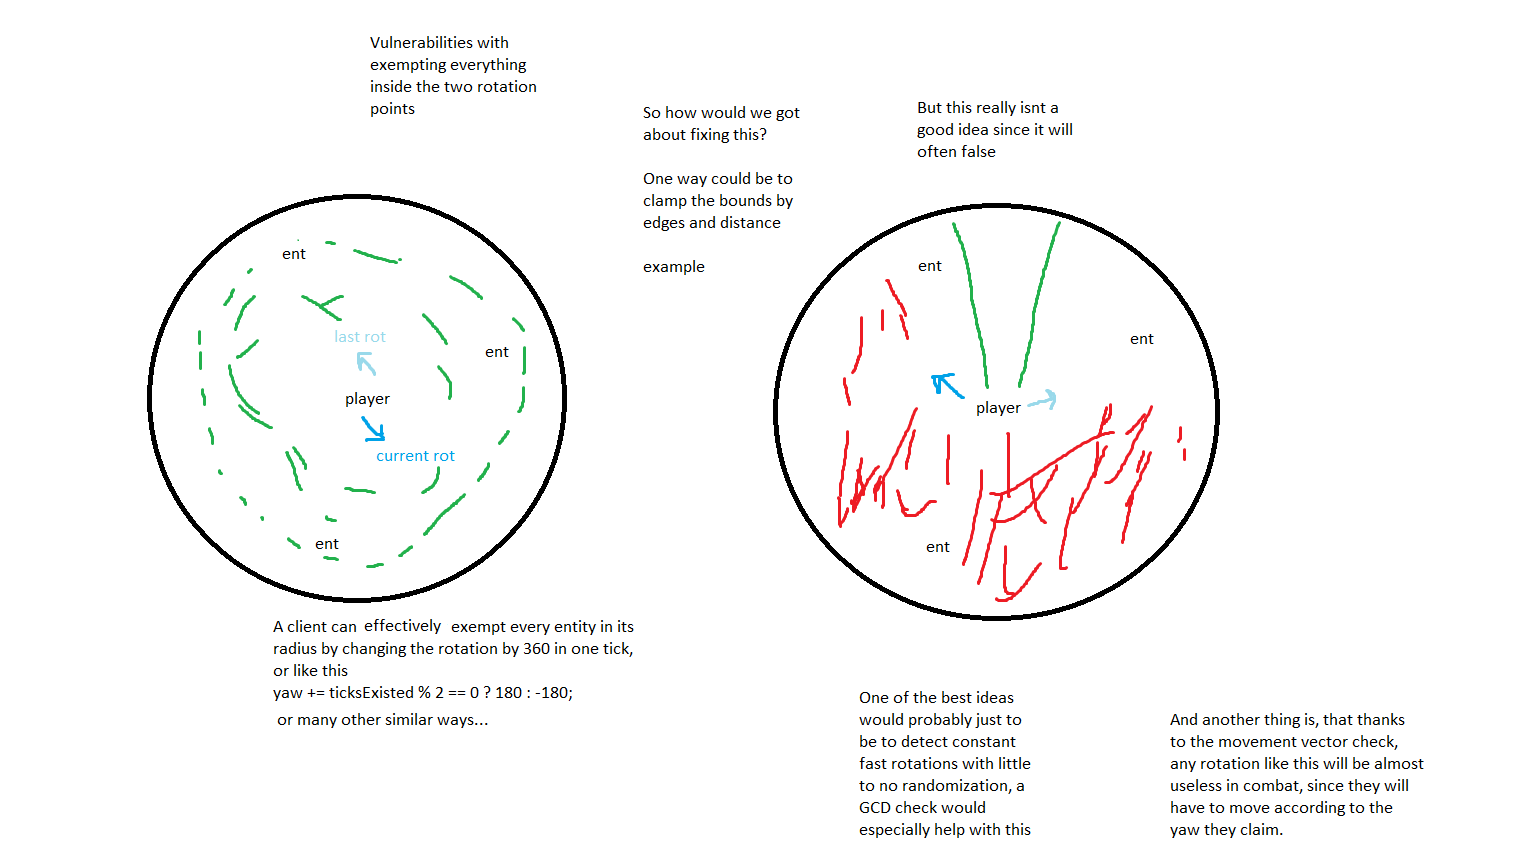 Vulnerabilities with
exempting everything
inside the two rotation
points
So how would we got
about fixing this?
One way could be to
clamp the bounds by
edges and distance
example
But this really isnt a
good idea since it will
often false
ent
last rot
ent
player
current rot
ent
ent
ent
player
ent
A client can effectively exempt every entity in its
radius by changing the rotation by 360 in one tick,
or like this
yaw += ticksExisted % 2 == 0 ? 180 : -180;
or many other similar ways...
One of the best ideas
would probably just to
be to detect constant
fast rotations with little
to no randomization, a
GCD check would
especially help with this
And another thing is, that thanks
to the movement vector check,
any rotation like this will be almost
useless in combat, since they will
have to move according to the
yaw they claim.